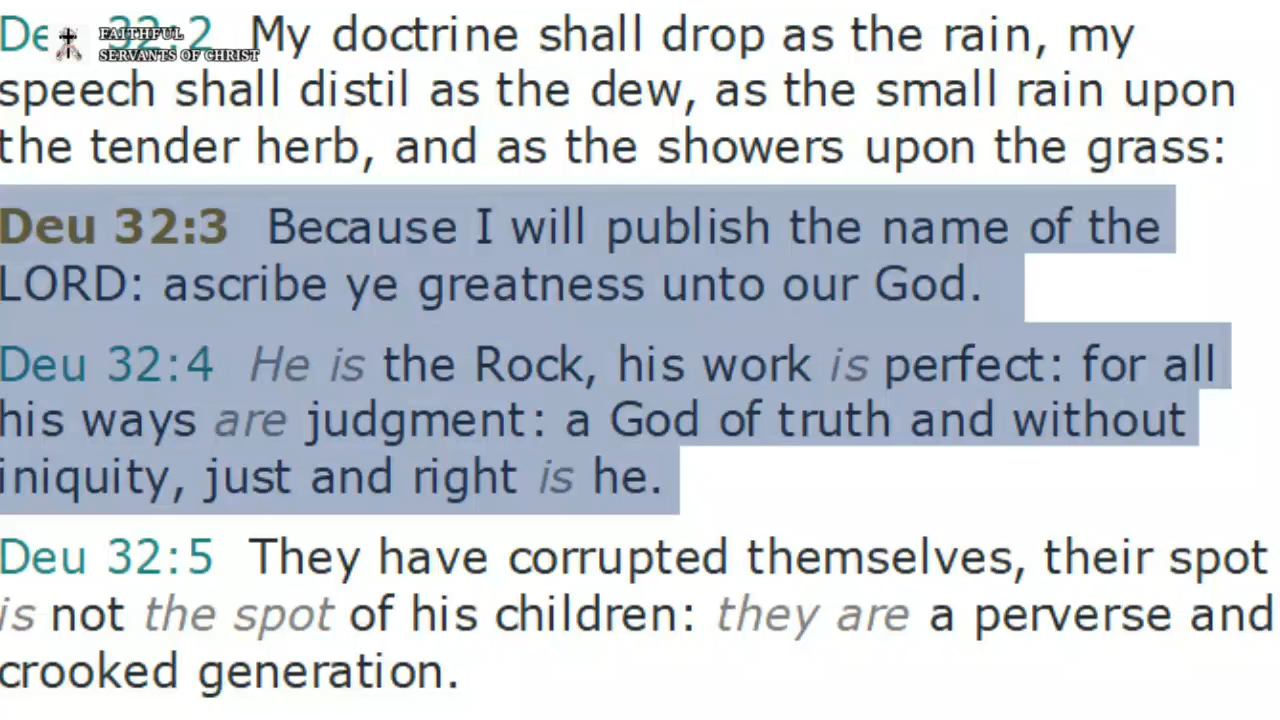 FAITHFUL
SERVANTS OF CHRIST
De 32:2 My doctrine shall drop as the rain, my
speech shall distil as the dew, as the small rain upon
the tender herb, and as the showers upon the grass:
Deu 32:3 Because I will publish the name of the
LORD: ascribe ye greatness unto our God.
Deu 32:4 He is the Rock, his work is perfect: for all
his ways are judgment: a God of truth and without
iniquity, just and right is he.
Deu 32:5 They have corrupted themselves, their spot
is not the spot of his children: they are a perverse and
crooked generation.